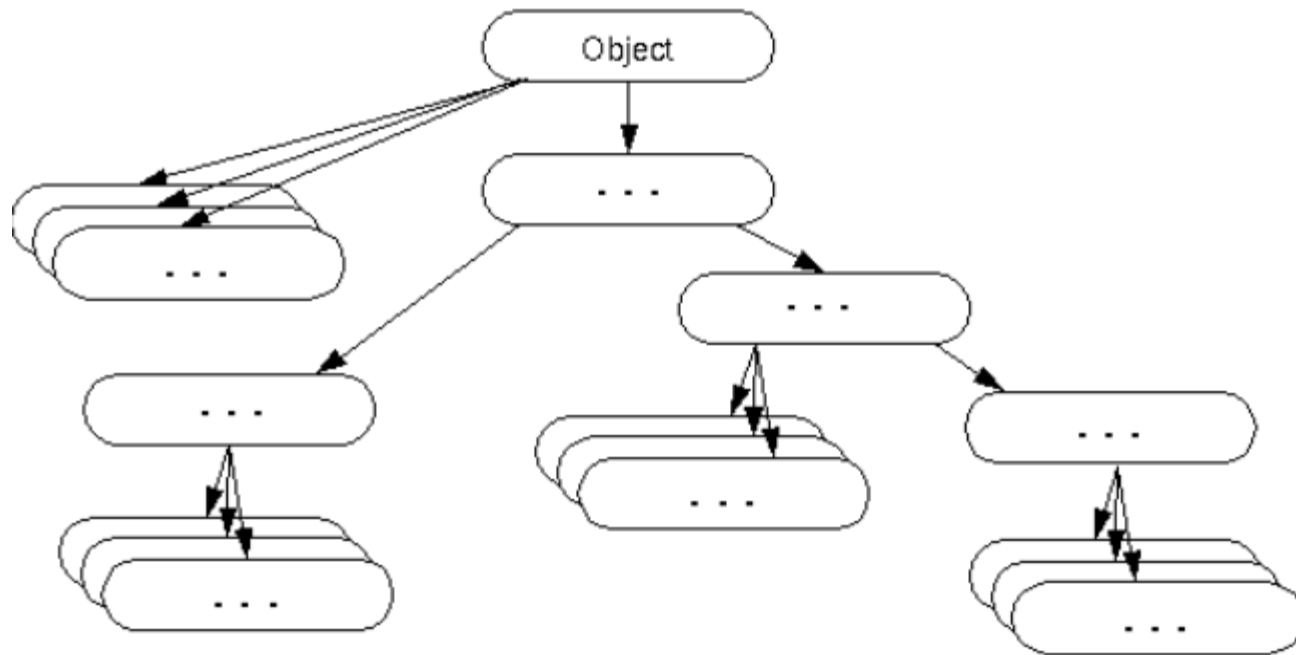 Object
. . .
. . .
. . .
. . .
. . .
. . .
. . .
. . .